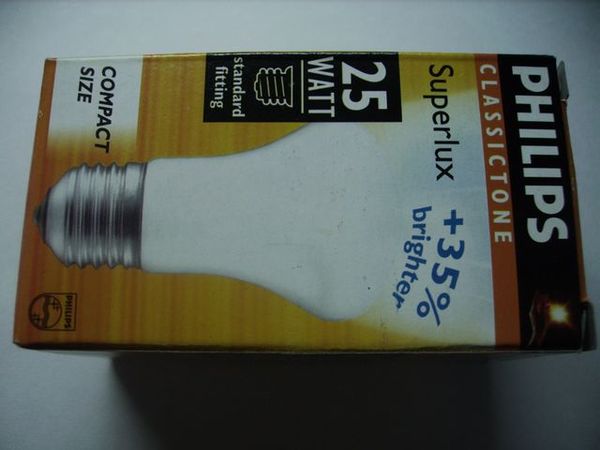 PHILIPS
CLASSICTONE
Superlux
+35%
brighter
25
WATT
standard
fitting
COMPACT
SIZE
PHILIPS